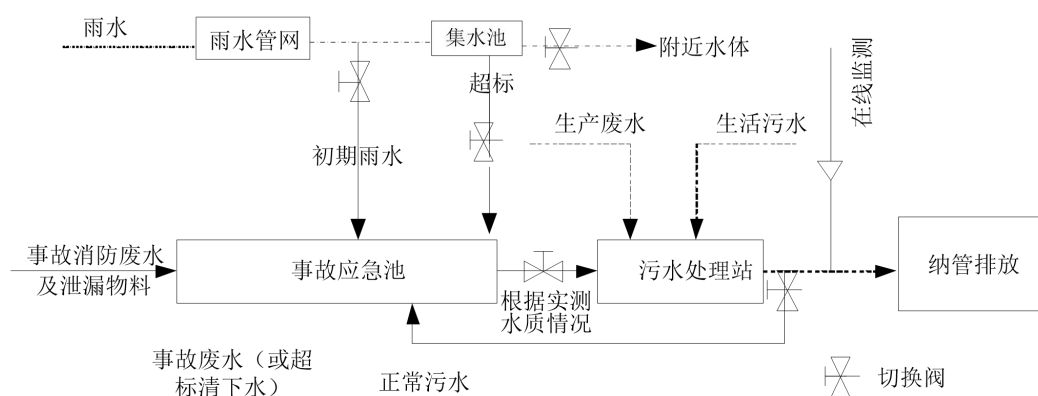 雨水
雨水管网
集水池
附近水体
超标
在线监测
初期雨水
生产废水
生活污水
事故消防废水
及泄漏物料
事故应急池
根据实测
水质情况
污水处理站
纳管排放
事故废水（或超
标清下水）
正常污水
切换阀